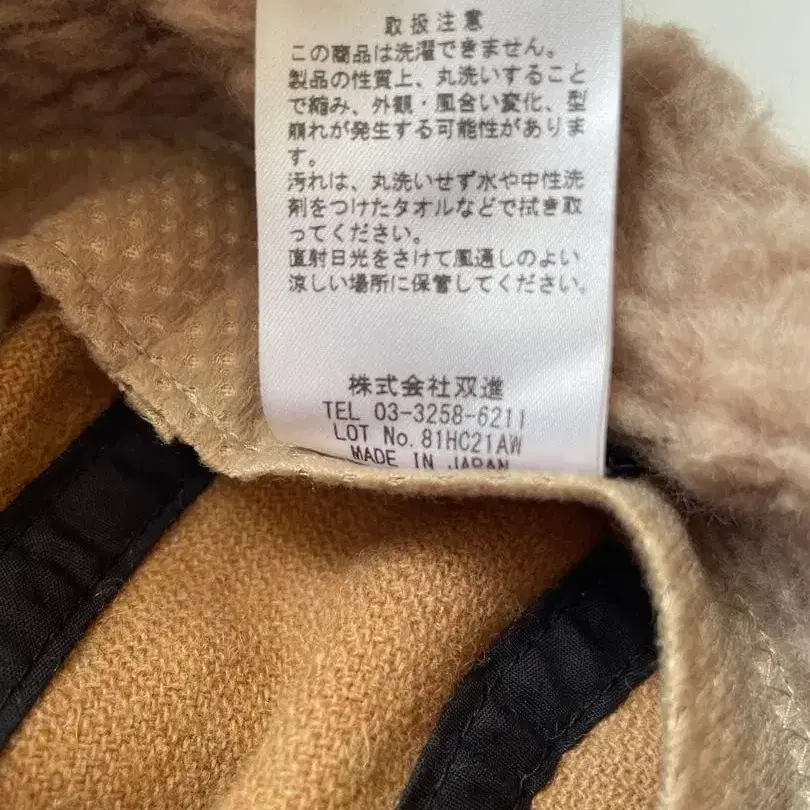 取扱注意
この商品は洗濯できません。
製品の性質上、丸洗いすること
で縮み、外観・風合い変化、型
崩れが発生する可能性がありま
す。
汚れは、丸洗いせず水や中性洗
剤をつけたタオルなどで拭き取
ってください。
直射日光をさけて風通しのよい
涼しい場所に保管してください。
株式会社双進
TEL 03-3258-6211
LOT No.81HC21AW
MADE IN JAPAN